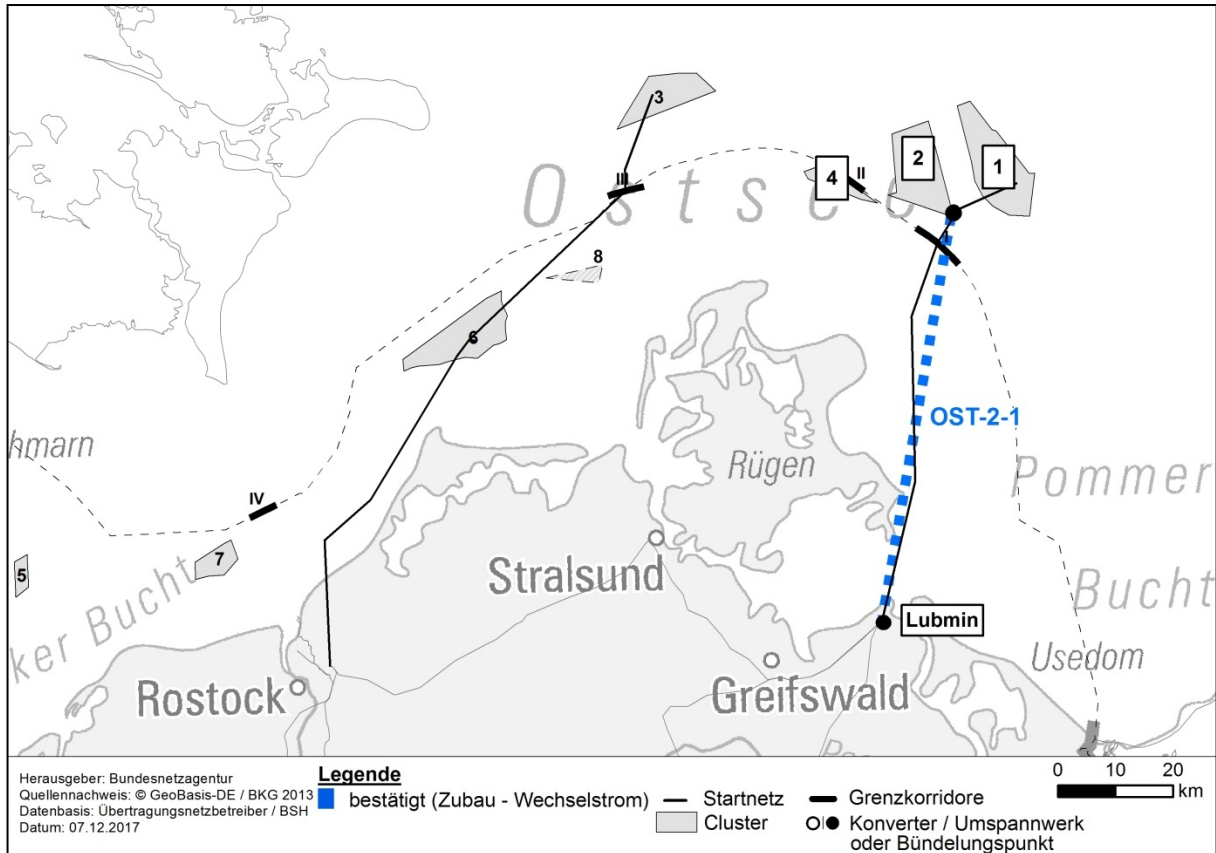 3
2
1
4
II
III
Ostsee
I
8
6
OST-2-1
hmarn
Rügen
Pommer
IV
7
5
Stralsund
Bucht
ker Bucht
Lubmin
Usedom
Rostock
Greifswald
Herausgeber: Bundesnetzagentur
Quellennachweis: © GeoBasis-DE / BKG 2013
Datenbasis: Übertragungsnetzbetreiber / BSH
Datum: 07.12.2017
Legende
bestätigt (Zubau - Wechselstrom)
Startnetz
Cluster
Grenzkorridore
Konverter / Umspannwerk
oder Bündelungspunkt
0 10 20
km